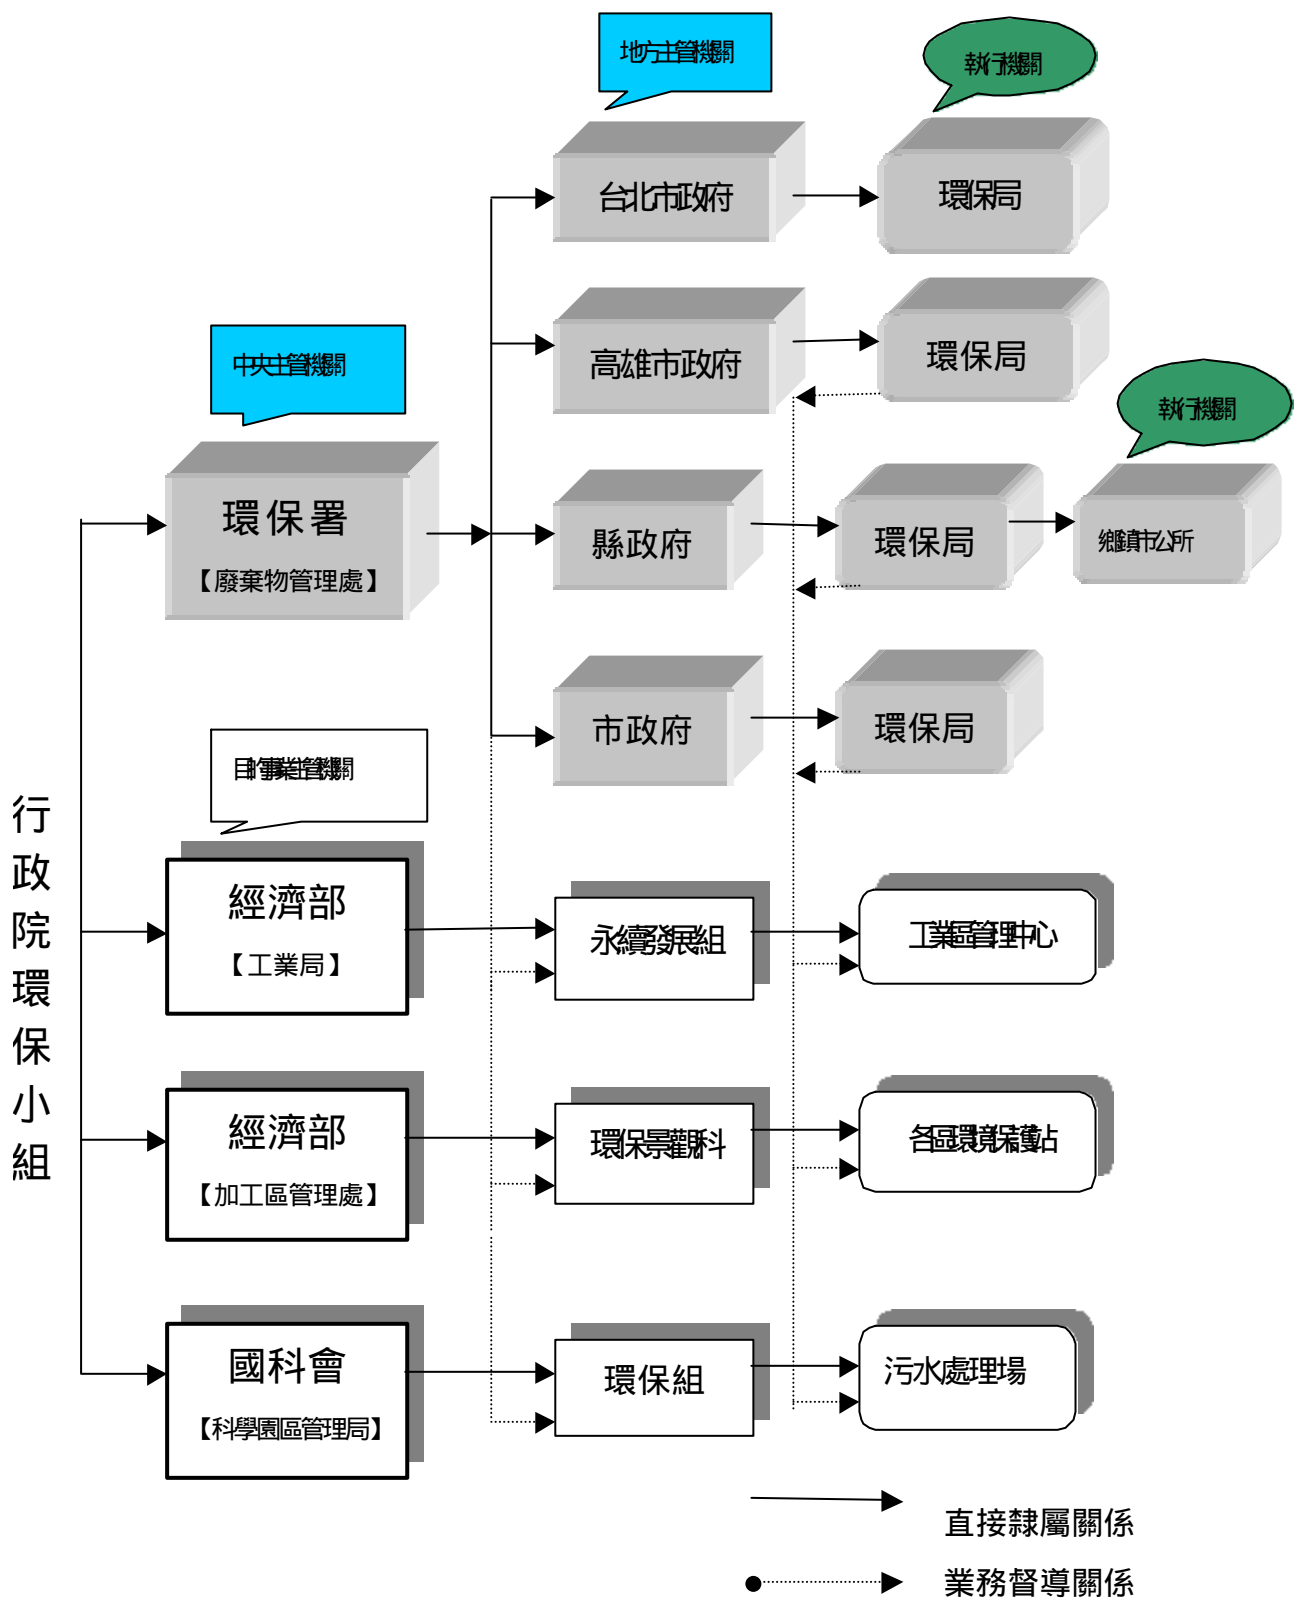 地方主管機關
執行機關
台北市政府
環保局
高雄市政府
環保局
中央主管機關
執行機關
環保署
【廢棄物管理處】
縣政府
環保局
鄉鎮市公所
市政府
環保局
目的事業主管機關
行政院環保小組
經濟部
【工業局】
永續發展組
工業區管理中心
經濟部
【加工區管理處】
環保景觀科
各區環境保護站
國科會
【科學園區管理局】
環保組
污水處理場
直接隸屬關係
業務督導關係